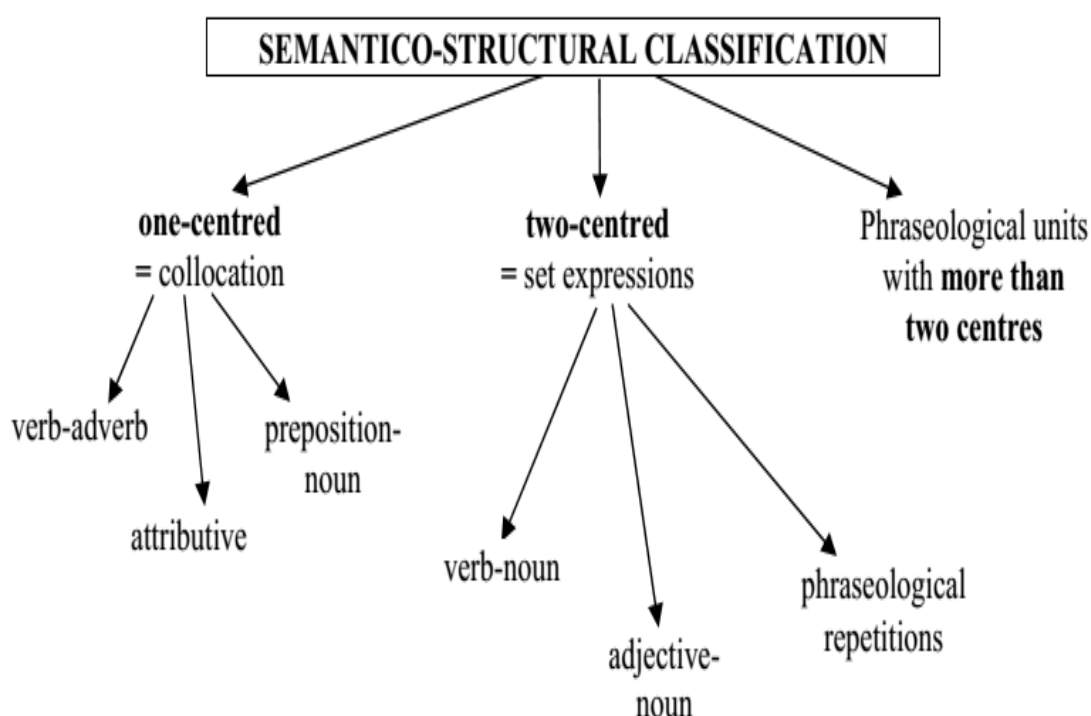 SEMANTICO-STRUCTURAL CLASSIFICATION
one-centred
= collocation
two-centred
= set expressions
Phraseological units
with more than
two centres
verb-adverb
preposition-
noun
attributive
verb-noun
adjective-
noun
phraseological
repetitions